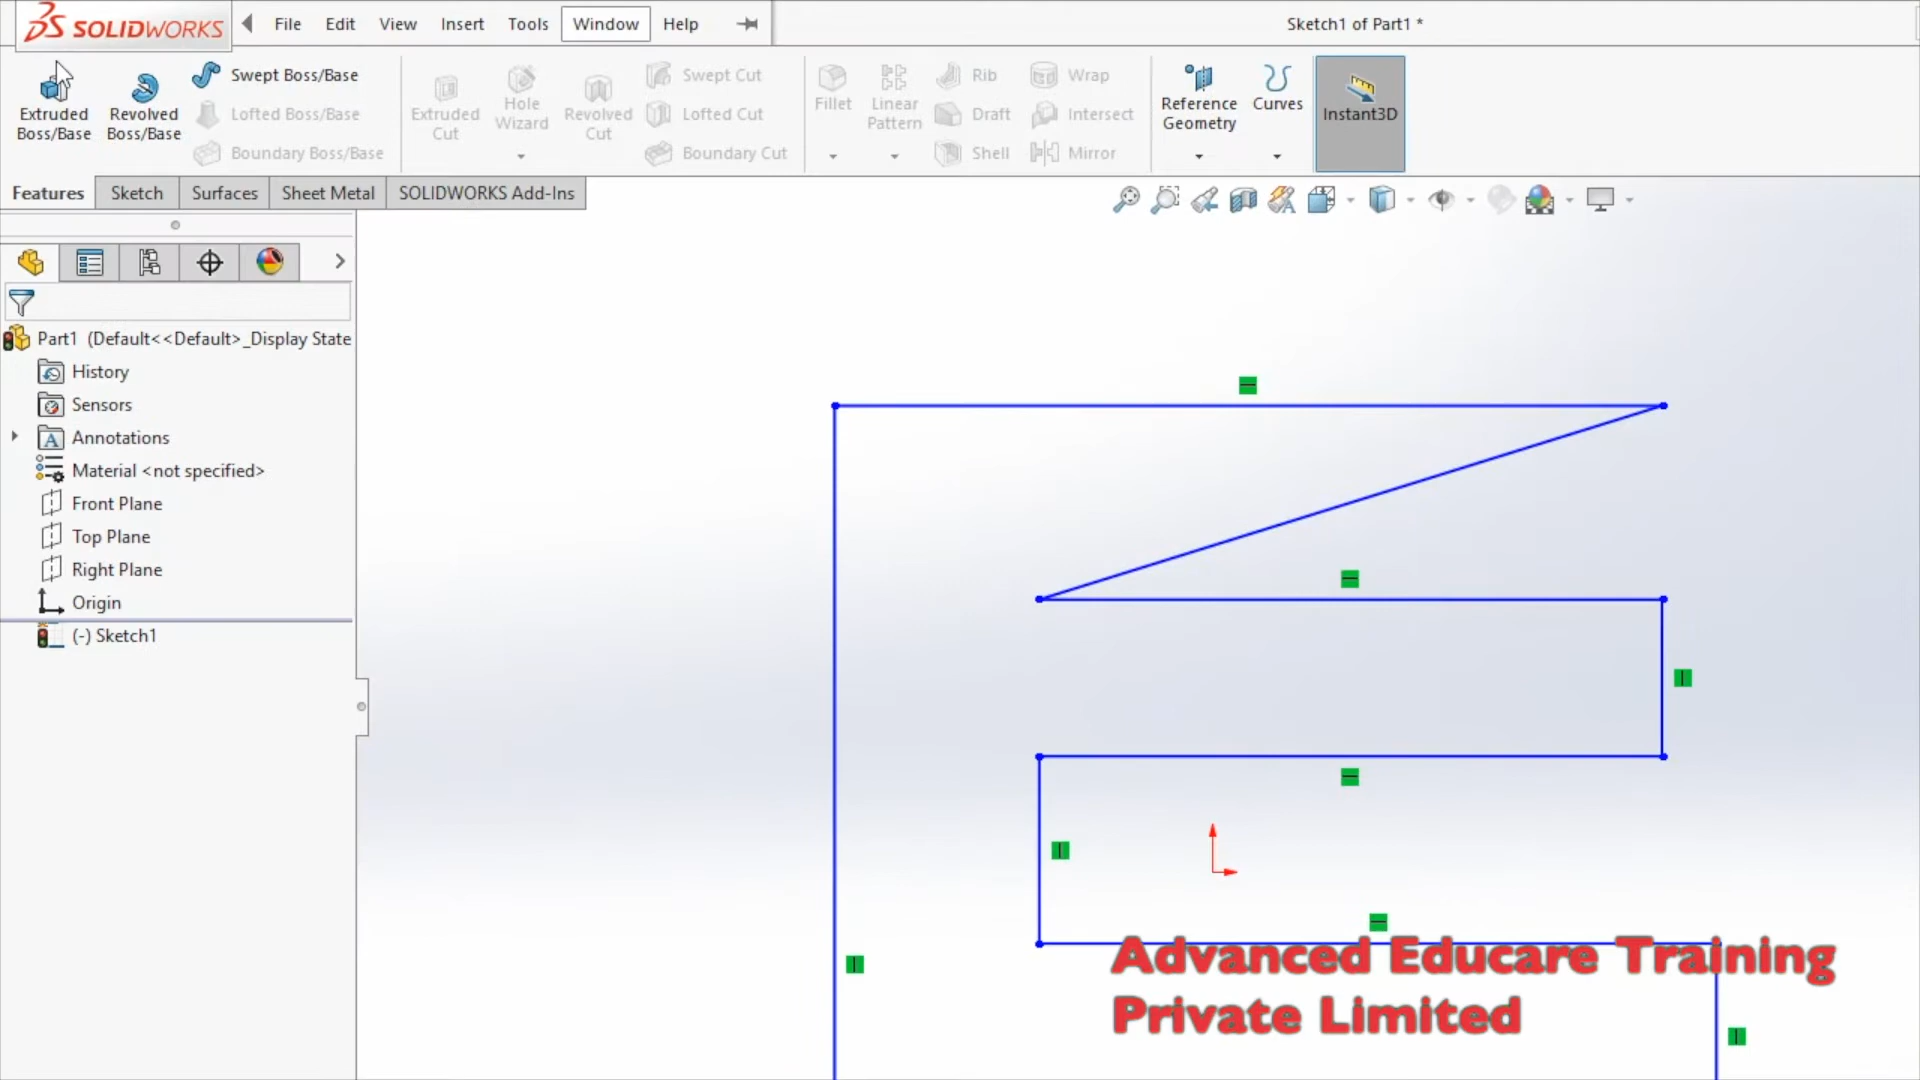 SOLIDWORKS File Edit View Insert Tools Window Help Sketch1 of Part1 *
Extruded Boss/Base
Revolved Boss/Base
Swept Boss/Base
Lofted Boss/Base
Boundary Boss/Base
Extruded Cut
Hole Wizard
Revolved Cut
Swept Cut
Lofted Cut
Boundary Cut
Fillet
Linear Pattern
Rib
Draft
Shell
Wrap
Intersect
Mirror
Reference Geometry
Curves
Instant3D
Features Sketch Surfaces Sheet Metal SOLIDWORKS Add-Ins
Part1 (Default<<Default>_Display State
History
Sensors
Annotations
Material <not specified>
Front Plane
Top Plane
Right Plane
Origin
(-) Sketch1
Advanced Educare Training
Private Limited